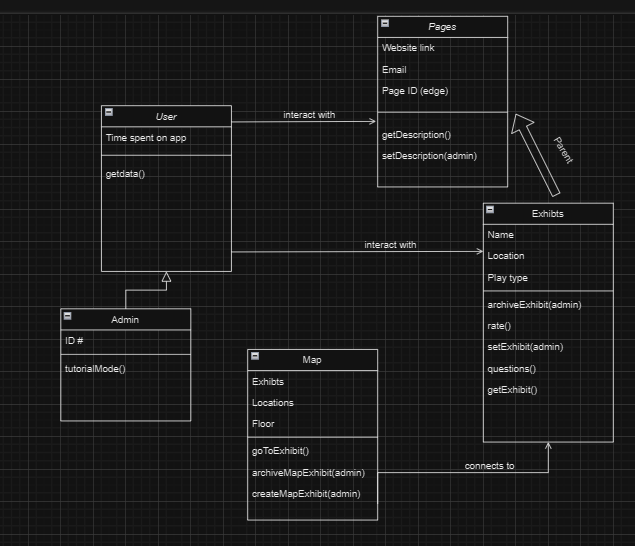 Pages
Website link
Email
Page ID (edge)
getDescription()
setDescription(admin)
User
Time spent on app
getdata()
interact with
Parent
Exhibts
Name
Location
Play type
archiveExhibit(admin)
rate()
setExhibit(admin)
questions()
getExhibit()
interact with
Admin
ID #
tutorialMode()
Map
Exhibts
Locations
Floor
goToExhibit()
archiveMapExhibit(admin)
createMapExhibit(admin)
connects to